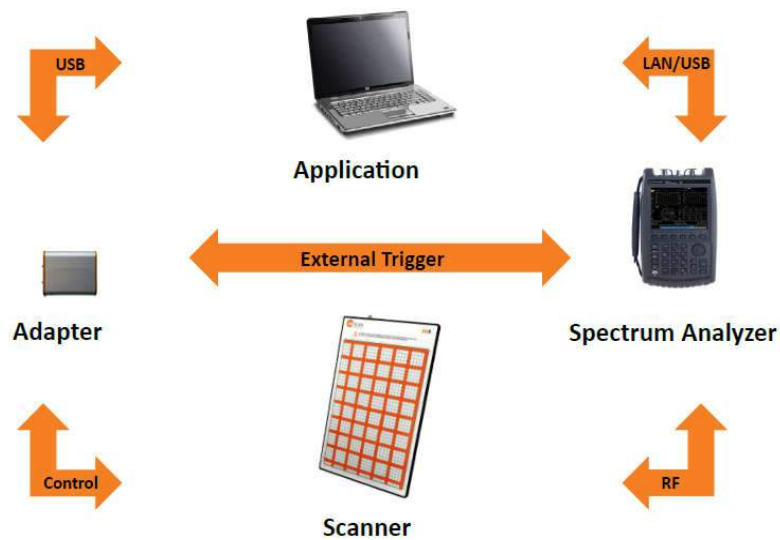 USB
LAN/USB
Application
External Trigger
Adapter
Spectrum Analyzer
Control
RF
Scanner